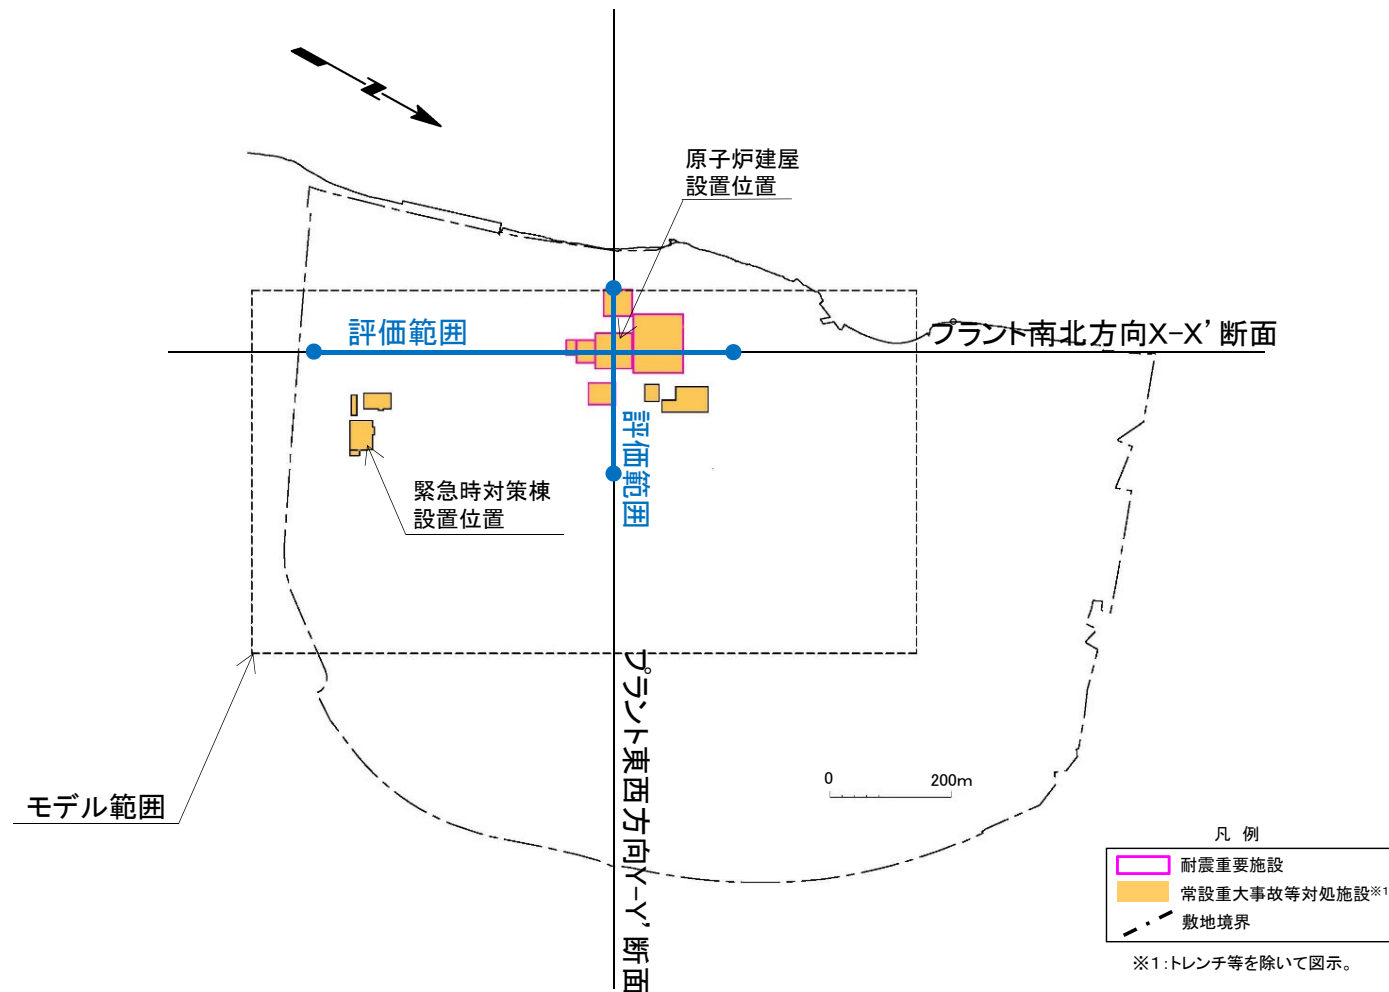 原子炉建屋
設置位置
評価範囲
プラント南北方向X−X’断面
評価範囲
緊急時対策棟
設置位置
プラント東西方向Y−Y’断面
モデル範囲
0 200m
凡 例
耐震重要施設
常設重大事故等対処施設※1
敷地境界
※1:トレンチ等を除いて図示。